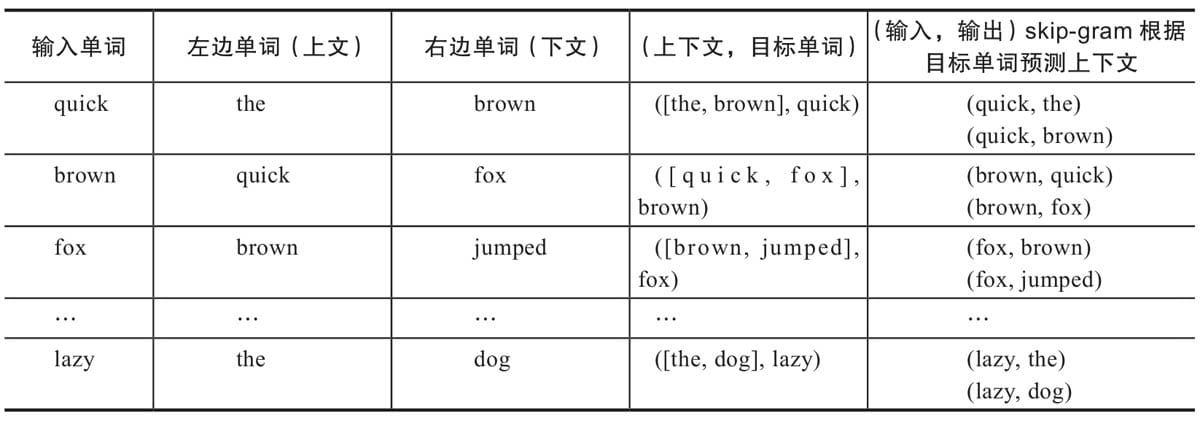 输入单词 左边单词（上文） 右边单词（下文） （上下文，目标单词） （输入，输出）skip-gram 根据
目标单词预测上下文
quick the brown ([the, brown], quick) (quick, the)
(quick, brown)
brown quick fox ([quick, fox], (brown, quick)
brown) (brown, fox)
fox brown jumped ([brown, jumped], (fox, brown)
fox) (fox, jumped)
… … … … …
lazy the dog ([the, dog], lazy) (lazy, the)
(lazy, dog)